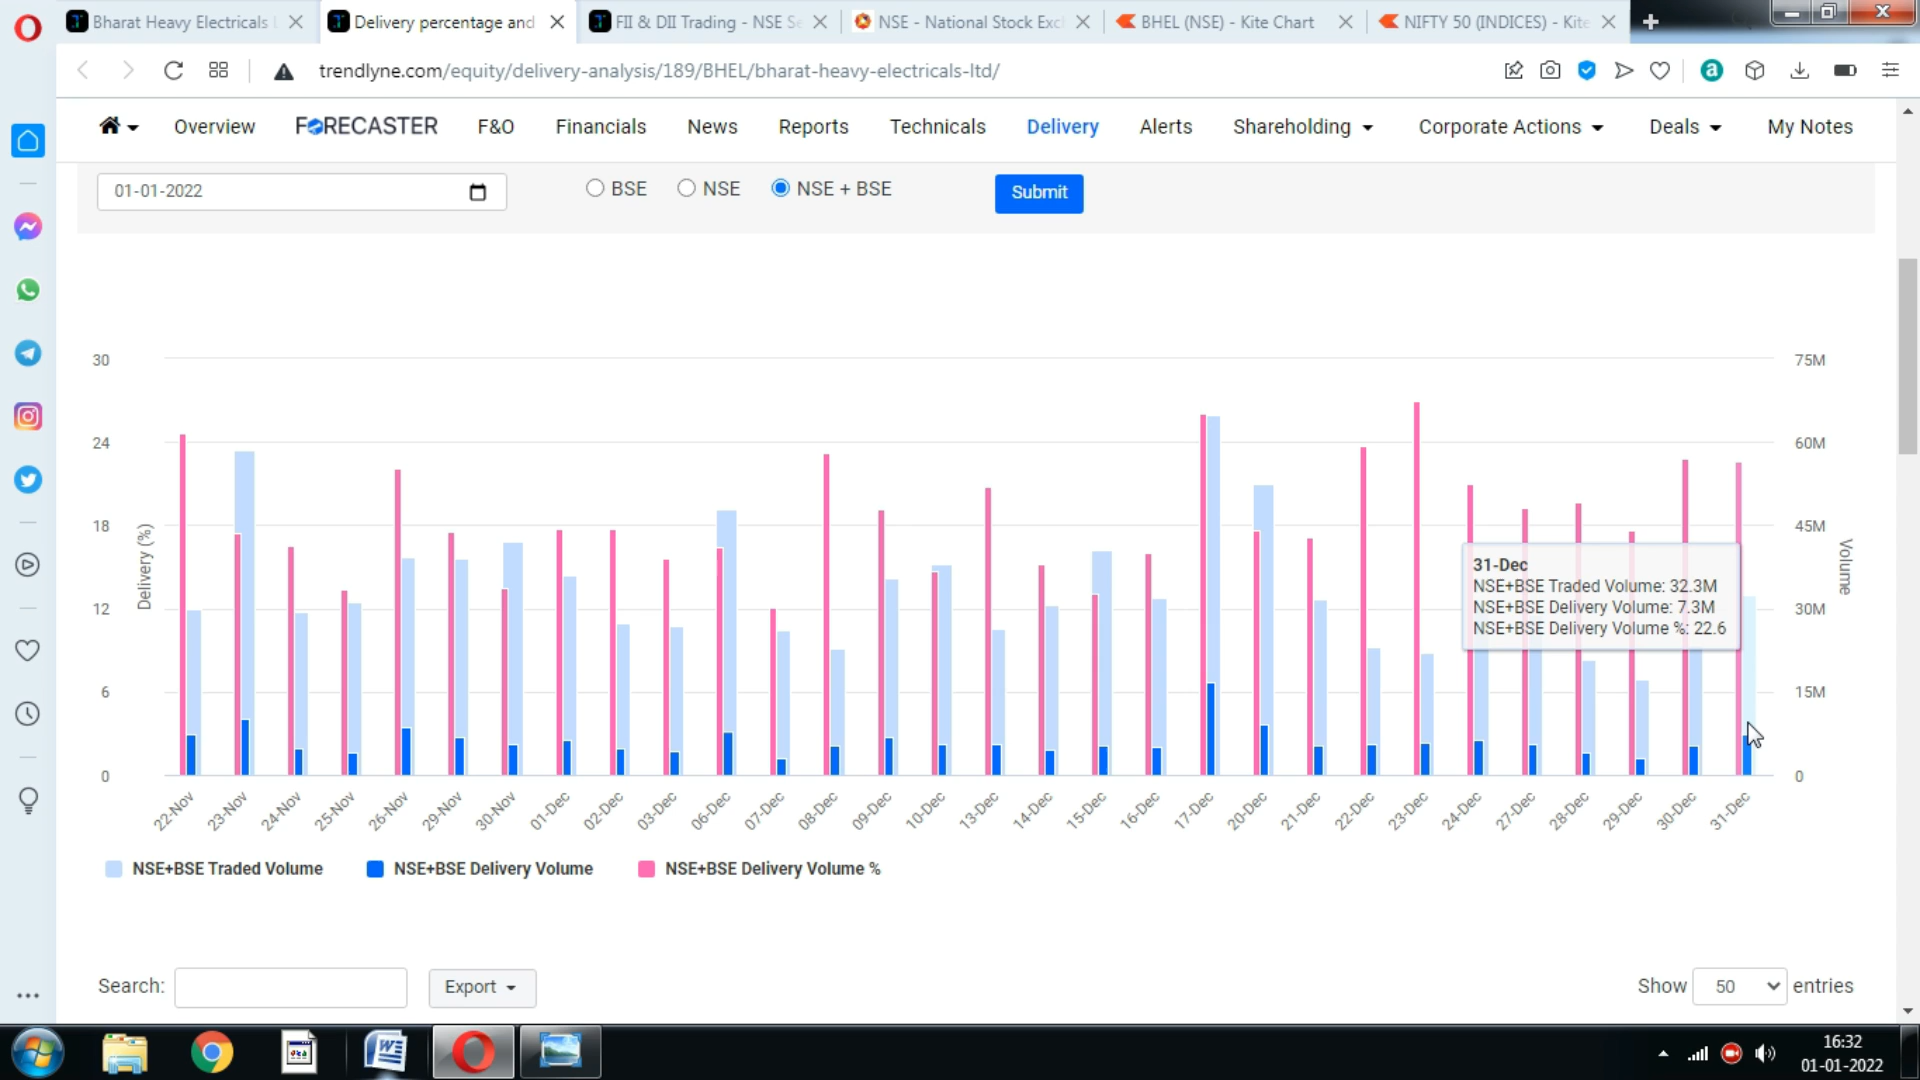 Bharat Heavy Electricals
Delivery percentage and
FII & DII Trading - NSE Se
NSE - National Stock Exc
BHEL (NSE) - Kite Chart
NIFTY 50 (INDICES) - Kite
trendlyne.com/equity/delivery-analysis/189/BHEL/bharat-heavy-electricals-ltd/
Overview FORECASTER F&O Financials News Reports Technicals Delivery Alerts Shareholding Corporate Actions Deals My Notes
01-01-2022
BSE
NSE
NSE + BSE
Submit
30
24
18
12
6
0
Delivery (%)
75M
60M
45M
30M
15M
0
Volume
31-Dec
NSE+BSE Traded Volume: 32.3M
NSE+BSE Delivery Volume: 7.3M
NSE+BSE Delivery Volume %: 22.6
22-Nov
23-Nov
24-Nov
25-Nov
26-Nov
29-Nov
30-Nov
01-Dec
02-Dec
03-Dec
06-Dec
07-Dec
08-Dec
09-Dec
10-Dec
13-Dec
14-Dec
15-Dec
16-Dec
17-Dec
20-Dec
21-Dec
22-Dec
23-Dec
24-Dec
27-Dec
28-Dec
29-Dec
30-Dec
31-Dec
NSE+BSE Traded Volume
NSE+BSE Delivery Volume
NSE+BSE Delivery Volume %
Search:
Export
Show 50 entries
16:32
01-01-2022